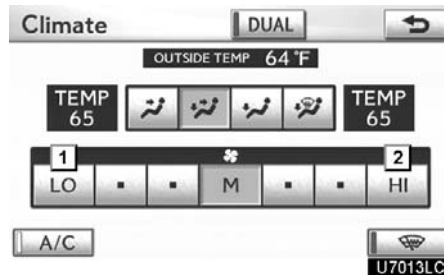 Climate DUAL
OUTSIDE TEMP 64°F
TEMP 65 TEMP 65
1 2
LO M HI
A/C
U7013LC